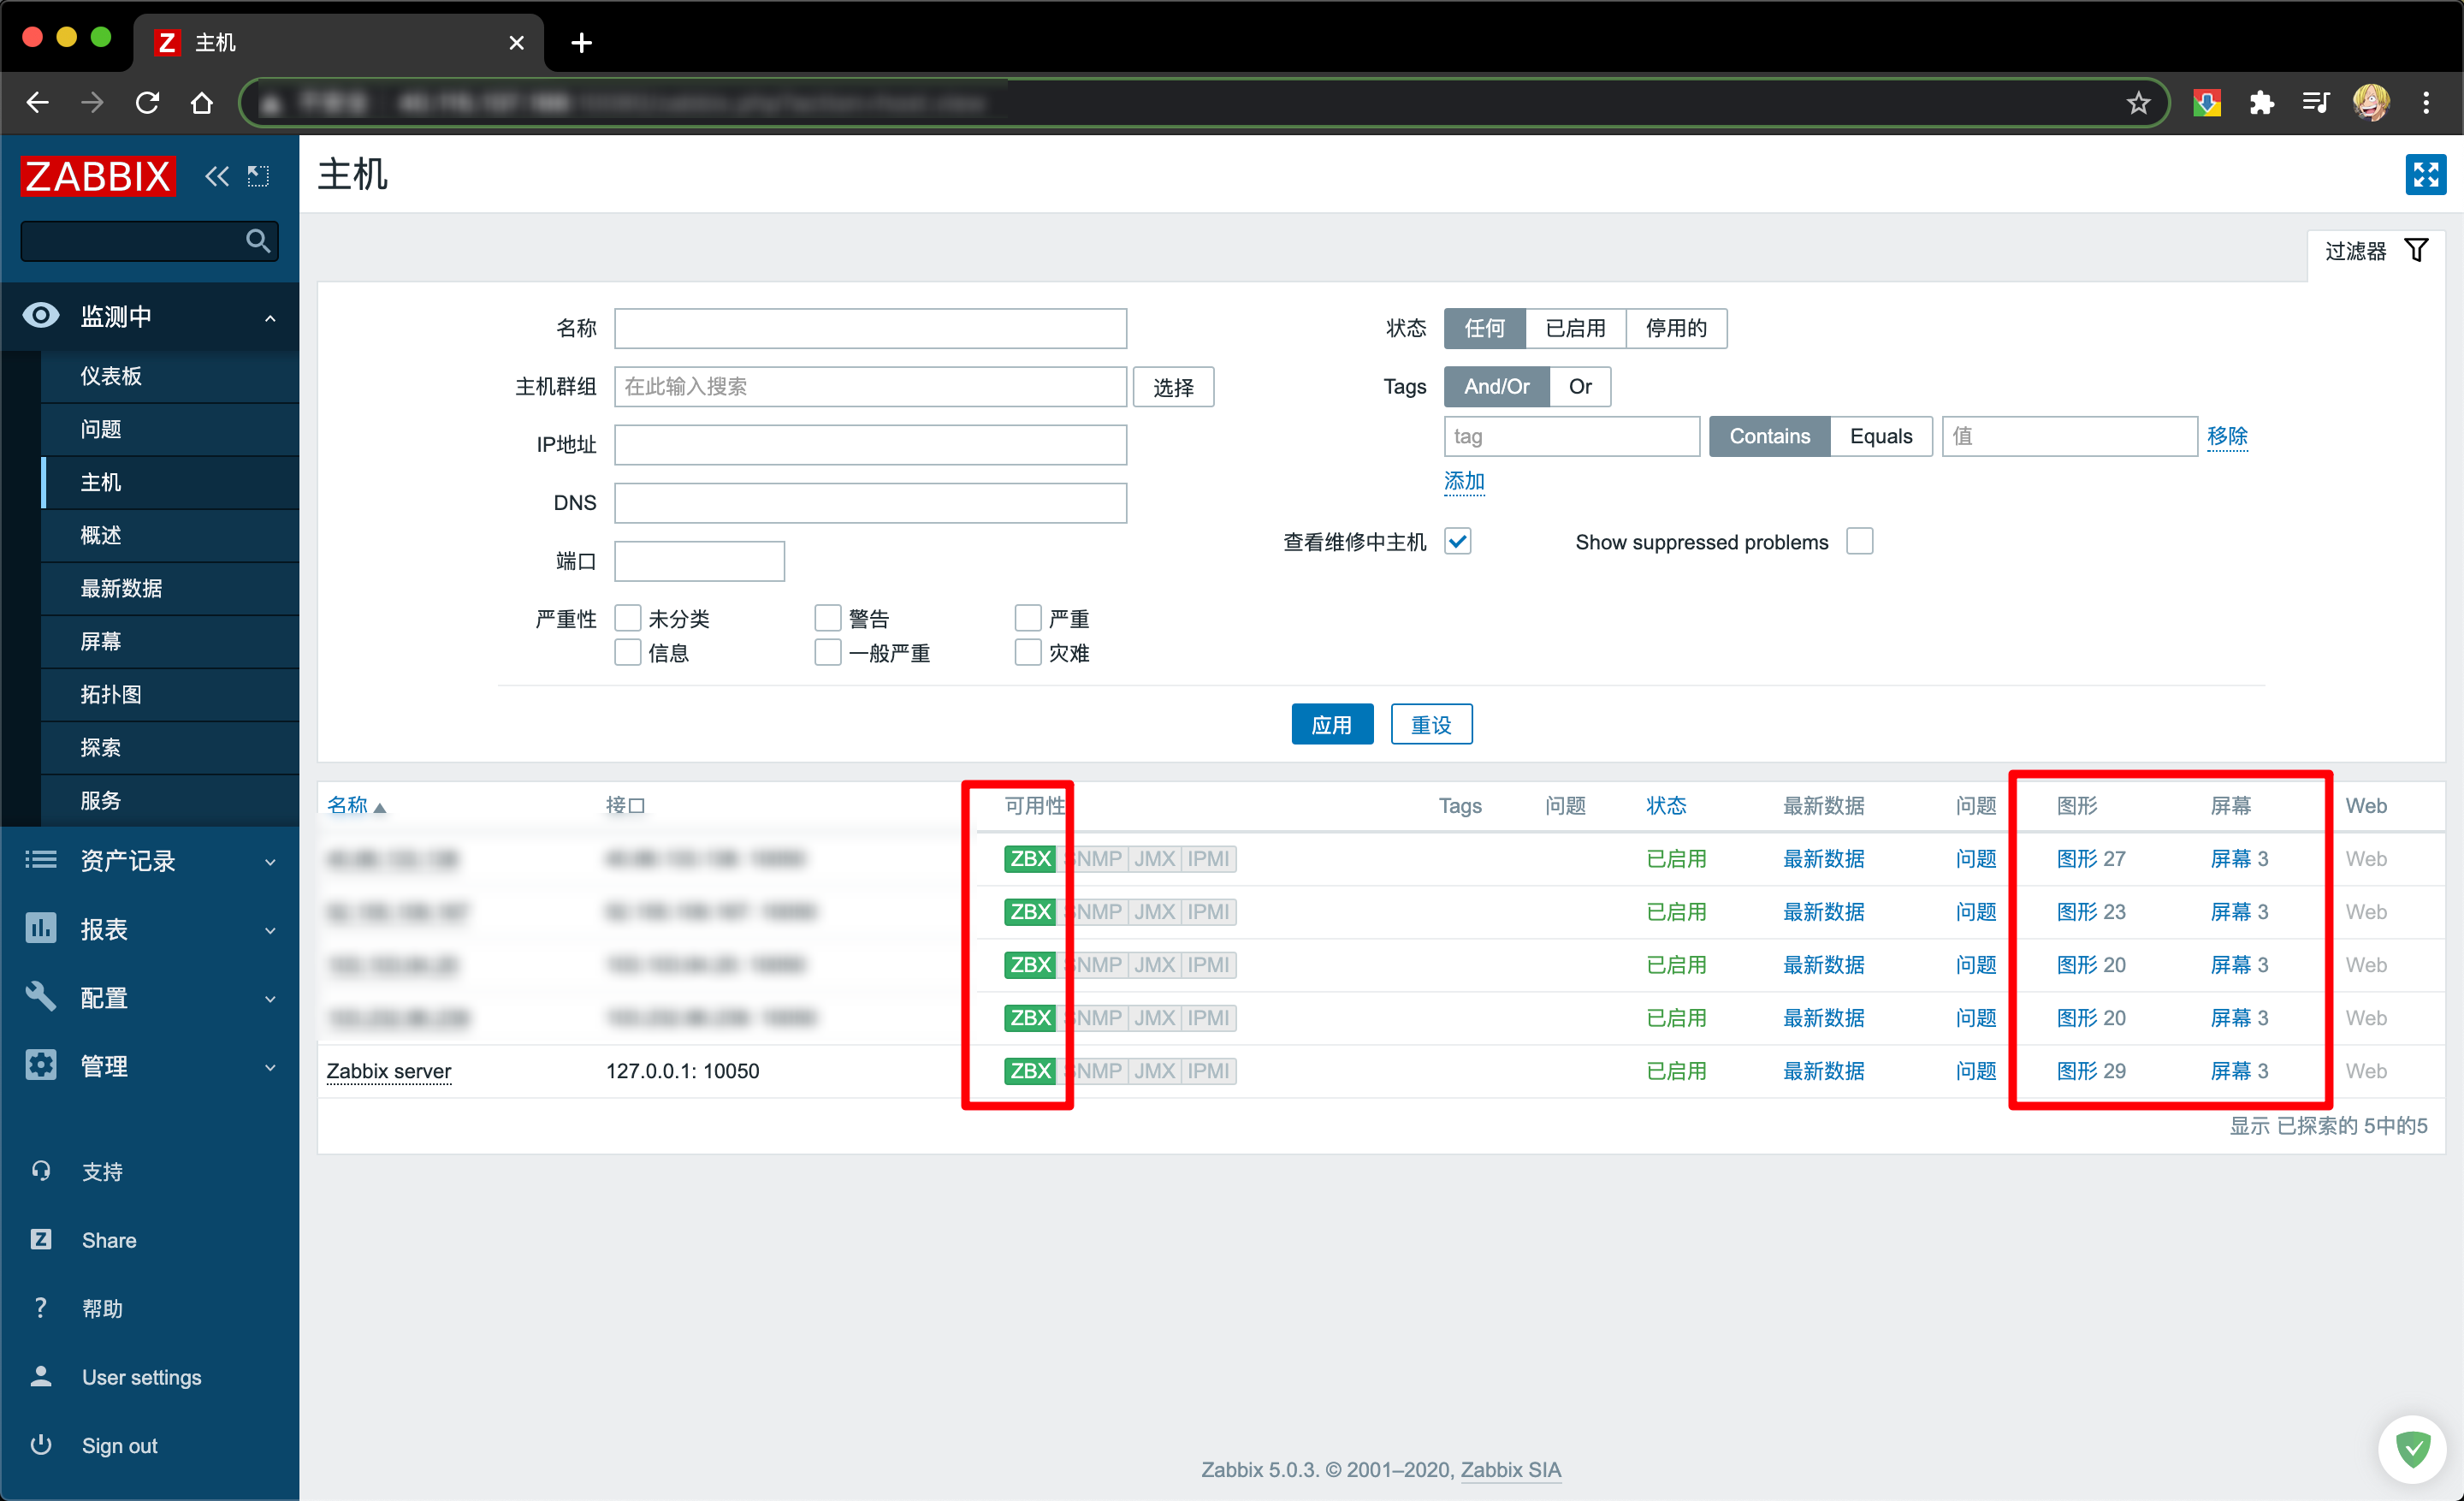 Z 主机
ZABBIX
主机
过滤器
监测中
仪表板
问题
主机
概述
最新数据
屏幕
拓扑图
探索
服务
资产记录
报表
配置
管理
支持
Z Share
? 帮助
User settings
Sign out
名称
主机群组 在此输入搜索 选择
IP地址
DNS
端口
严重性 未分类 警告 严重
信息 一般严重 灾难
状态 任何 已启用 停用的
Tags And/Or Or
tag Contains Equals 值 移除
添加
查看维修中主机 Show suppressed problems
应用 重设
名称 接口 可用性 Tags 问题 状态 最新数据 问题 图形 屏幕 Web
ZBX SNMP JMX IPMI 已启用 最新数据 问题 图形 27 屏幕 3 Web
ZBX SNMP JMX IPMI 已启用 最新数据 问题 图形 23 屏幕 3 Web
ZBX SNMP JMX IPMI 已启用 最新数据 问题 图形 20 屏幕 3 Web
ZBX SNMP JMX IPMI 已启用 最新数据 问题 图形 20 屏幕 3 Web
Zabbix server 127.0.0.1: 10050 ZBX SNMP JMX IPMI 已启用 最新数据 问题 图形 29 屏幕 3 Web
显示 已探索的 5中的5
Zabbix 5.0.3. © 2001–2020, Zabbix SIA